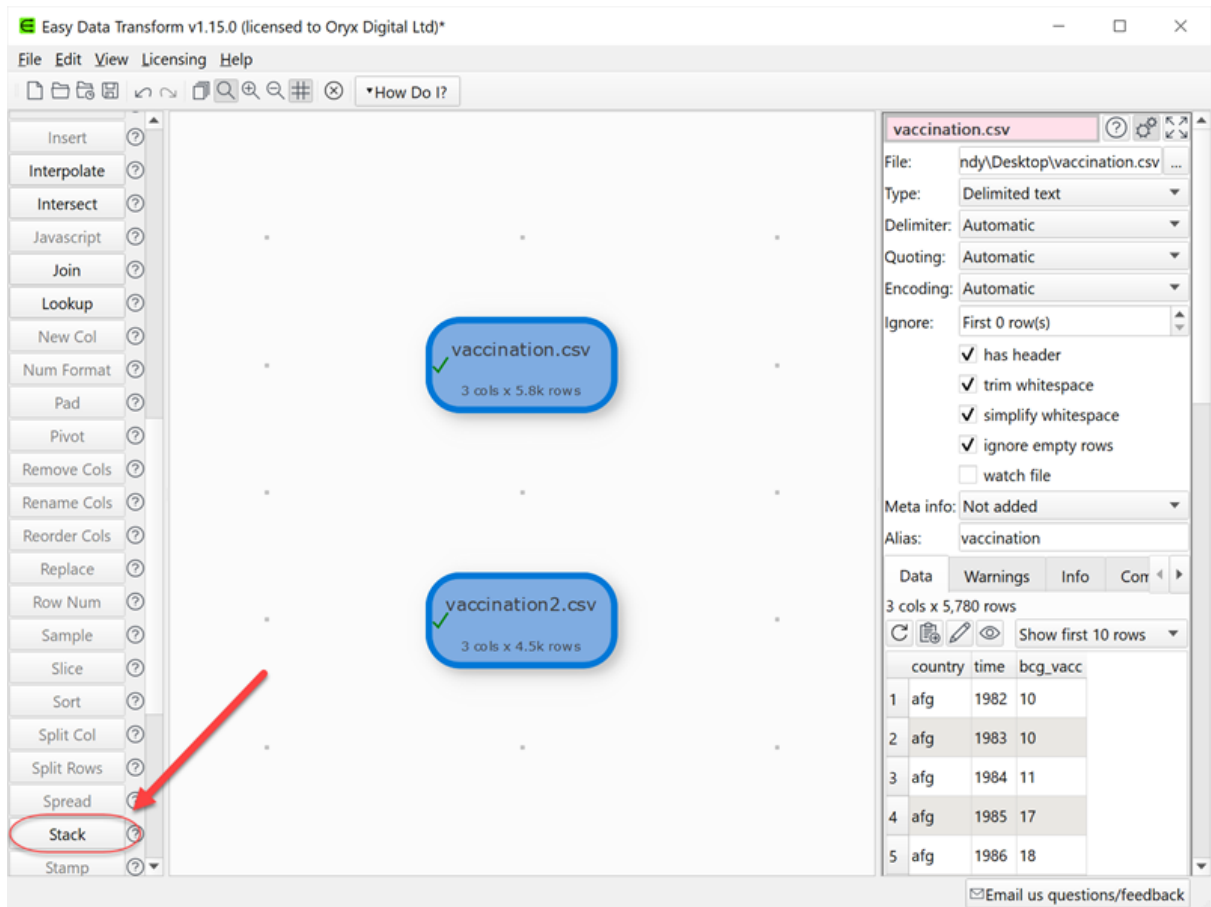 Easy Data Transform v1.15.0 (licensed to Oryx Digital Ltd)*
File Edit View Licensing Help
How Do I?
Insert
Interpolate
Intersect
Javascript
Join
Lookup
New Col
Num Format
Pad
Pivot
Remove Cols
Rename Cols
Reorder Cols
Replace
Row Num
Sample
Slice
Sort
Split Col
Split Rows
Spread
Stack
Stamp
vaccination.csv
3 cols x 5.8k rows
vaccination2.csv
3 cols x 4.5k rows
vaccination.csv
File: ndy\Desktop\vaccination.csv ...
Type: Delimited text
Delimiter: Automatic
Quoting: Automatic
Encoding: Automatic
Ignore: First 0 row(s)
has header
trim whitespace
simplify whitespace
ignore empty rows
watch file
Meta info: Not added
Alias: vaccination
Data Warnings Info Com
3 cols x 5,780 rows
Show first 10 rows
country time bcg_vacc
1 afg 1982 10
2 afg 1983 10
3 afg 1984 11
4 afg 1985 17
5 afg 1986 18
Email us questions/feedback